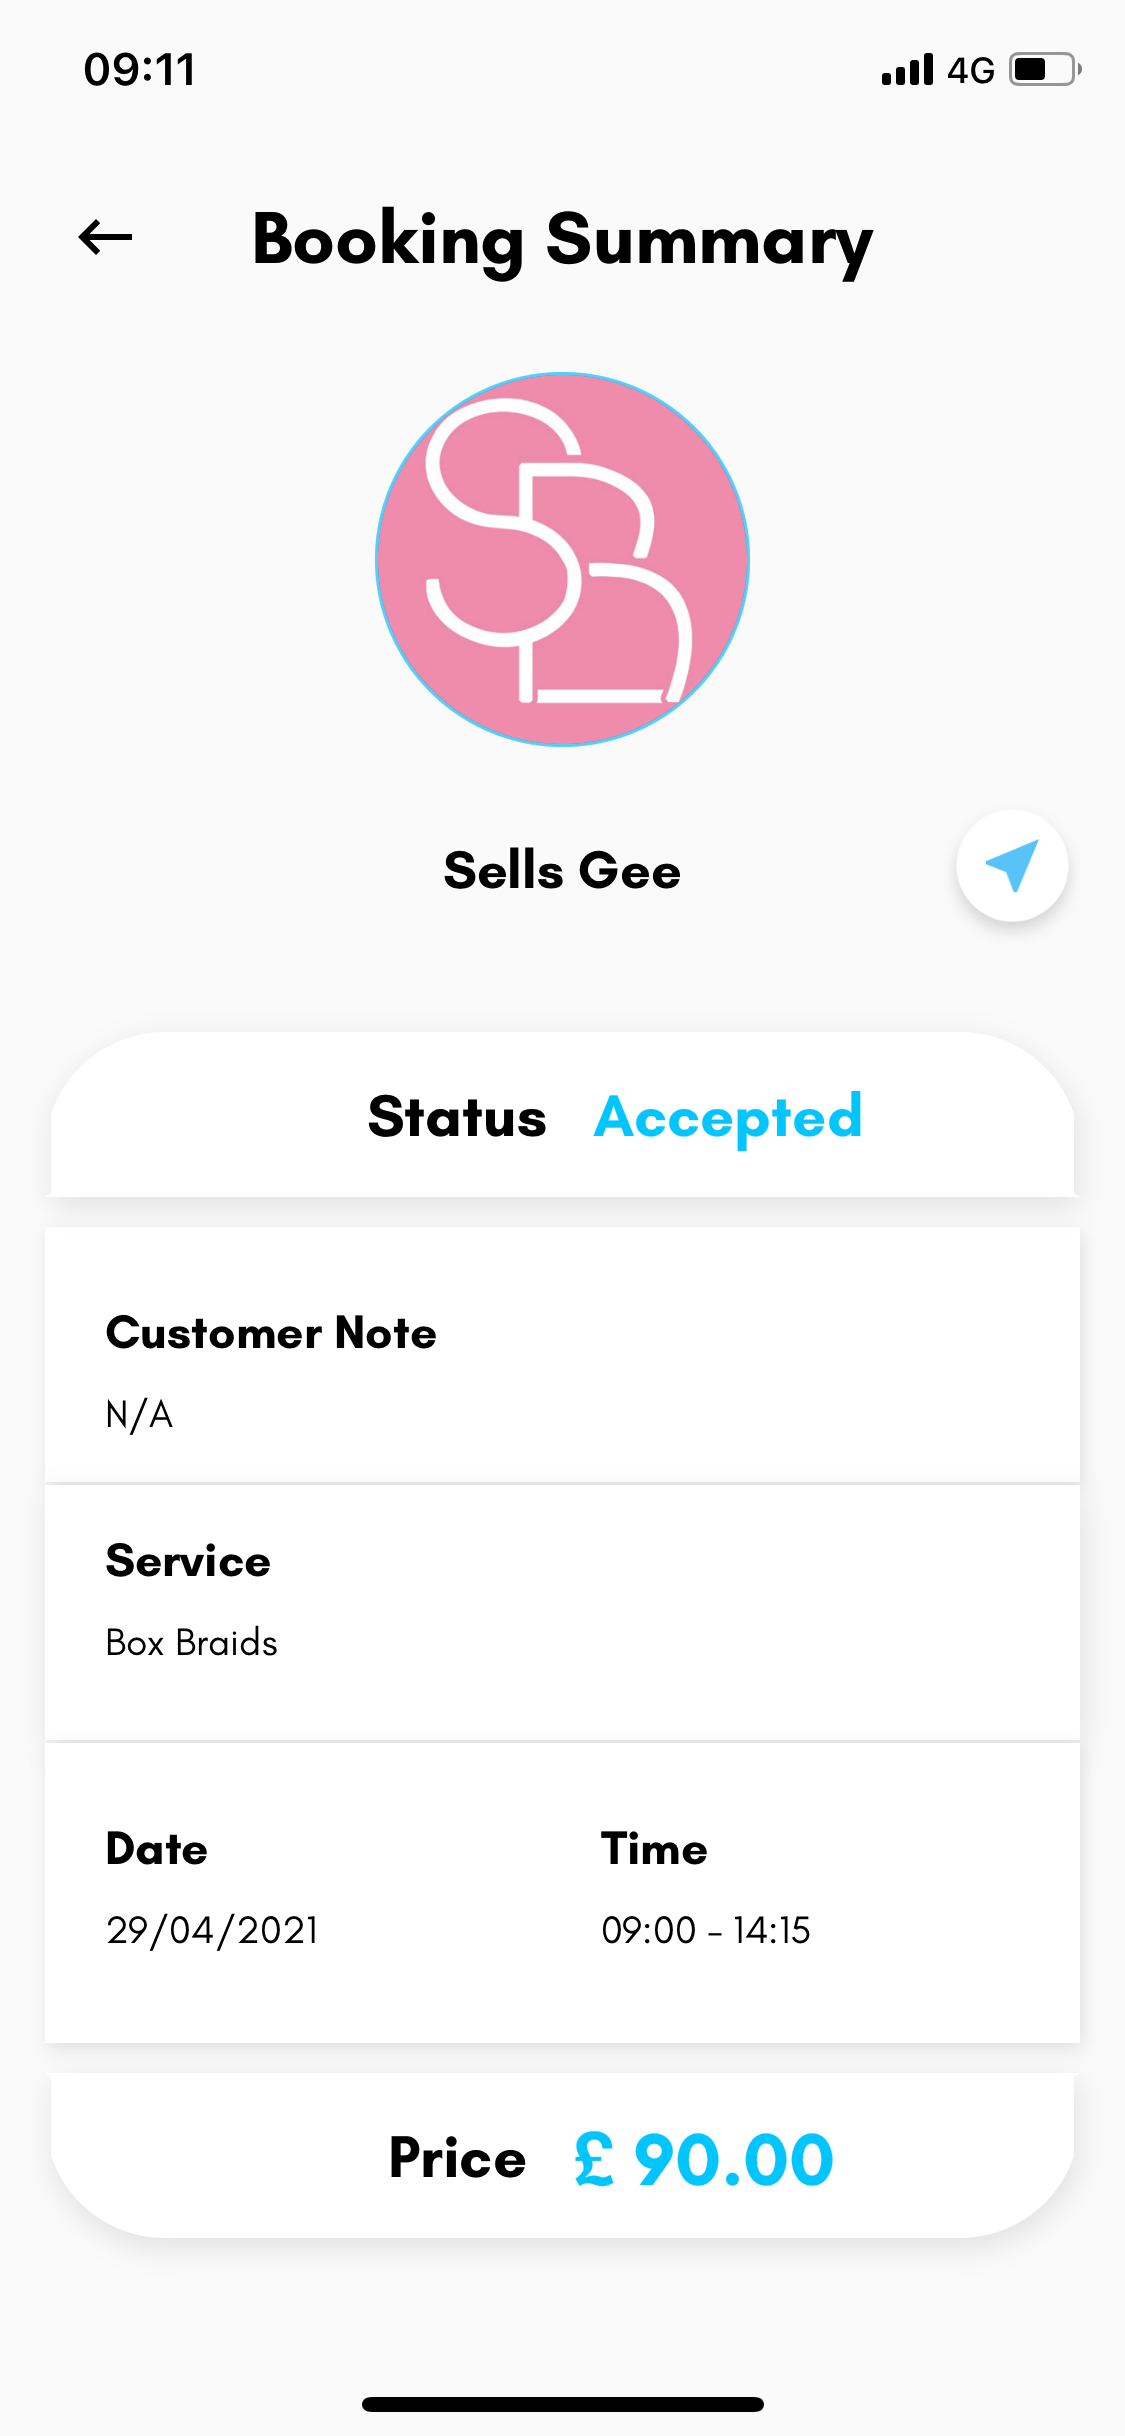 09:11 4G
Booking Summary
SB
Sells Gee
Status Accepted
Customer Note
N/A
Service
Box Braids
Date Time
29/04/2021 09:00 - 14:15
Price £ 90.00